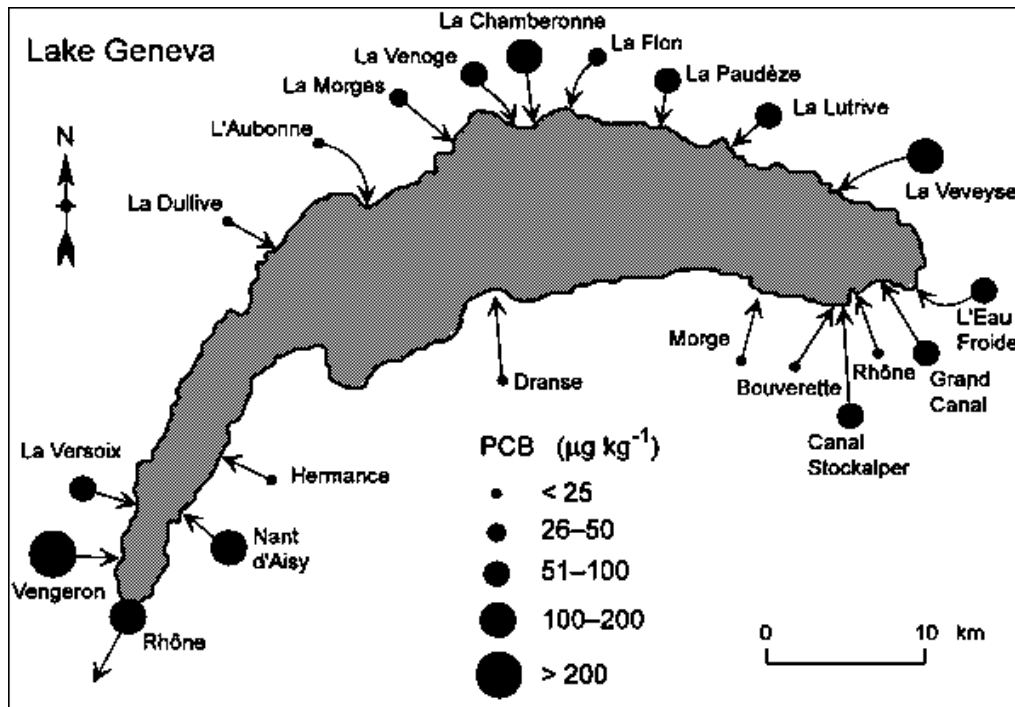 Lake Geneva
La Chamberonne
La Venoge
La Flon
La Morges
La Paudèze
L'Aubonne
La Lutrive
N
La Dullive
La Veveyse
L'Eau
Froide
Morge
Bouverette
Rhône
Grand
Canal
Dranse
Canal
Stockalper
La Versoix
Hermance
Nant
d'Aisy
Vengeron
Rhône
PCB (µg kg⁻¹)
< 25
26–50
51–100
100–200
> 200
0 10 km